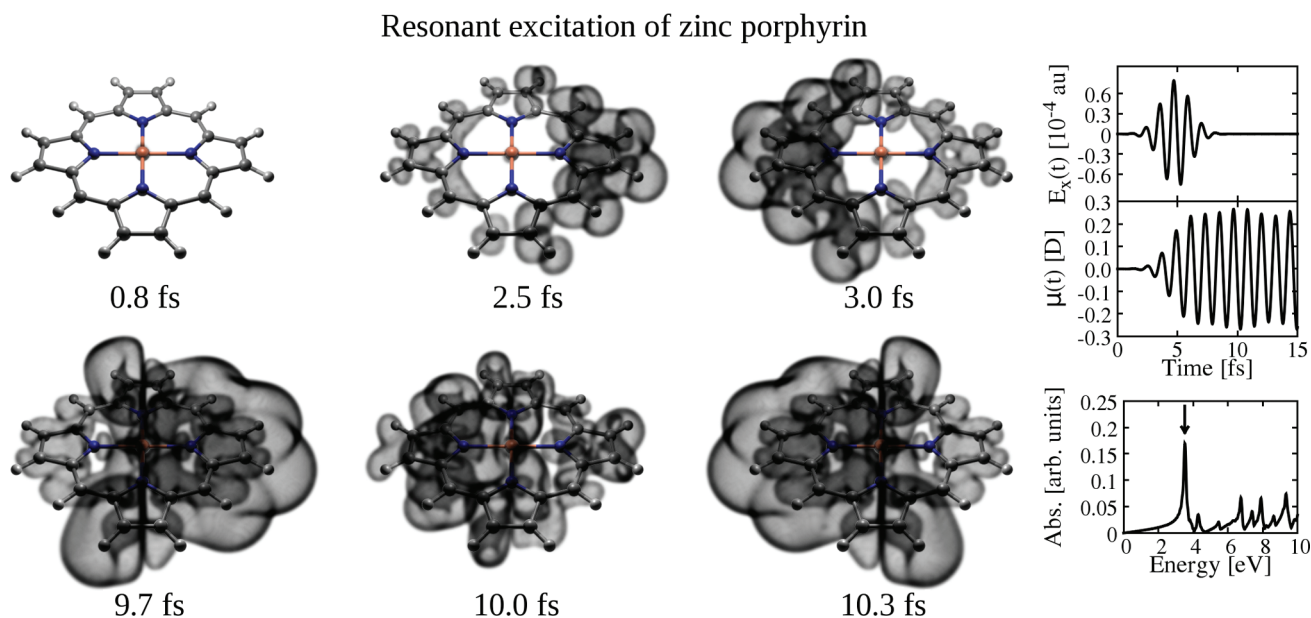 Resonant excitation of zinc porphyrin
0.8 fs
2.5 fs
3.0 fs
9.7 fs
10.0 fs
10.3 fs
E_x(t) [10^-4 au]
0.6
0.3
0
-0.3
-0.6
μ(t) [D]
0.3
0.2
0.1
0.0
-0.1
-0.2
-0.3
0 5 10 15
Time [fs]
Abs. [arb. units]
0.25
0.2
0.15
0.1
0.05
0
0 2 4 6 8 10
Energy [eV]